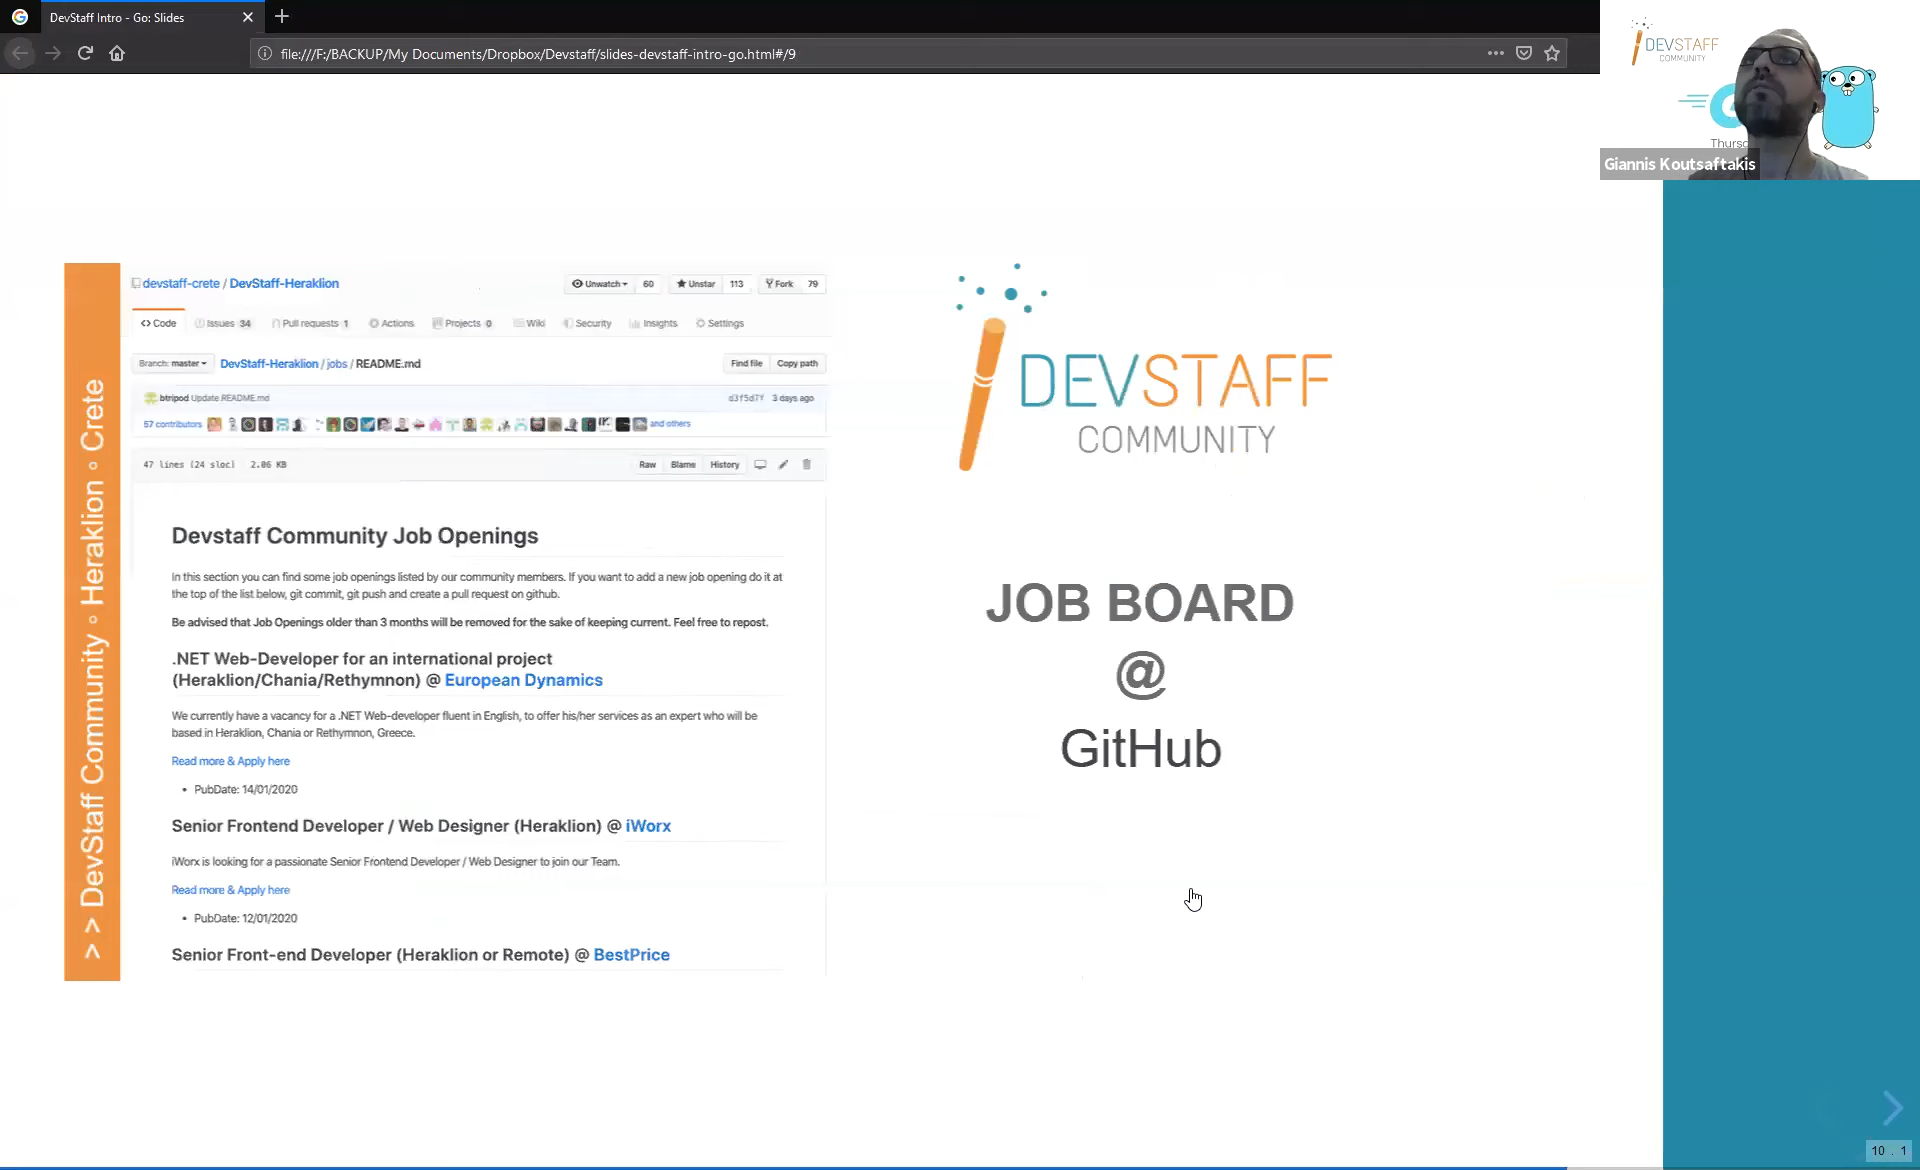 DevStaff Intro - Go: Slides
file:///F:/BACKUP/My Documents/Dropbox/Devstaff/slides-devstaff-intro-go.html#/9
DEVSTAFF
COMMUNITY
Giannis Koutsaftakis
> > DevStaff Community ◦ Heraklion ◦ Crete
devstaff-crete / DevStaff-Heraklion
Unwatch 60 Unstar 113 Fork 79
<> Code Issues 34 Pull requests 1 Actions Projects 0 Wiki Security Insights Settings
Branch: master DevStaff-Heraklion / jobs / README.md Find file Copy path
btripod Update README.md d3f5d7f 3 days ago
57 contributors and others
47 lines (24 sloc) 2.06 KB Raw Blame History
Devstaff Community Job Openings
In this section you can find some job openings listed by our community members. If you want to add a new job opening do it at
the top of the list below, git commit, git push and create a pull request on github.
Be advised that Job Openings older than 3 months will be removed for the sake of keeping current. Feel free to repost.
.NET Web-Developer for an international project
(Heraklion/Chania/Rethymnon) @ European Dynamics
We currently have a vacancy for a .NET Web-developer fluent in English, to offer his/her services as an expert who will be
based in Heraklion, Chania or Rethymnon, Greece.
Read more & Apply here
• PubDate: 14/01/2020
Senior Frontend Developer / Web Designer (Heraklion) @ iWorx
iWorx is looking for a passionate Senior Frontend Developer / Web Designer to join our Team.
Read more & Apply here
• PubDate: 12/01/2020
Senior Front-end Developer (Heraklion or Remote) @ BestPrice
DEVSTAFF
COMMUNITY
JOB BOARD
@
GitHub
10 . 1